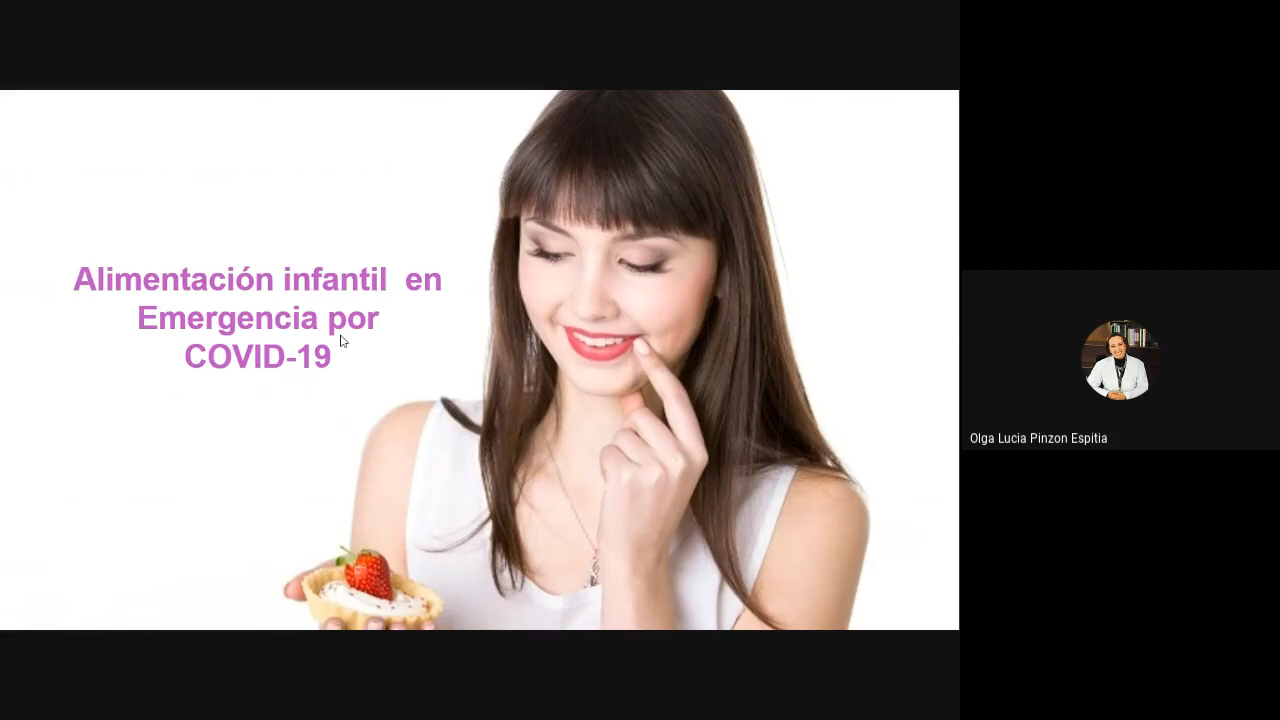 Alimentación infantil  en
Emergencia por
COVID-19
Olga Lucia Pinzon Espitia